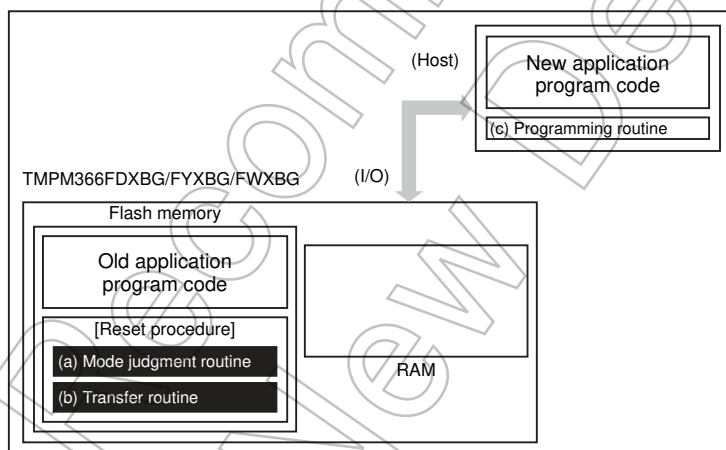 (Host)
New application
program code
(c) Programming routine
TMPM366FDXBG/FYXBG/FWXBG
(I/O)
Flash memory
Old application
program code
[Reset procedure]
(a) Mode judgment routine
(b) Transfer routine
RAM